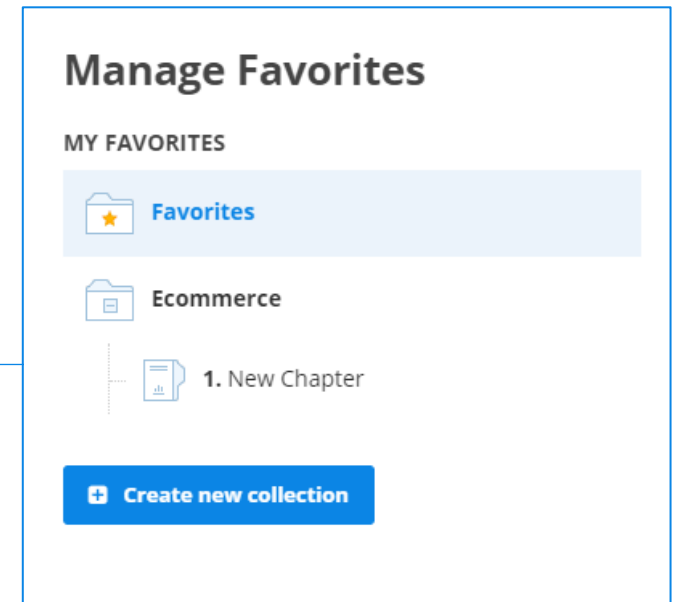 Manage Favorites
MY FAVORITES
Favorites
Ecommerce
1. New Chapter
Create new collection